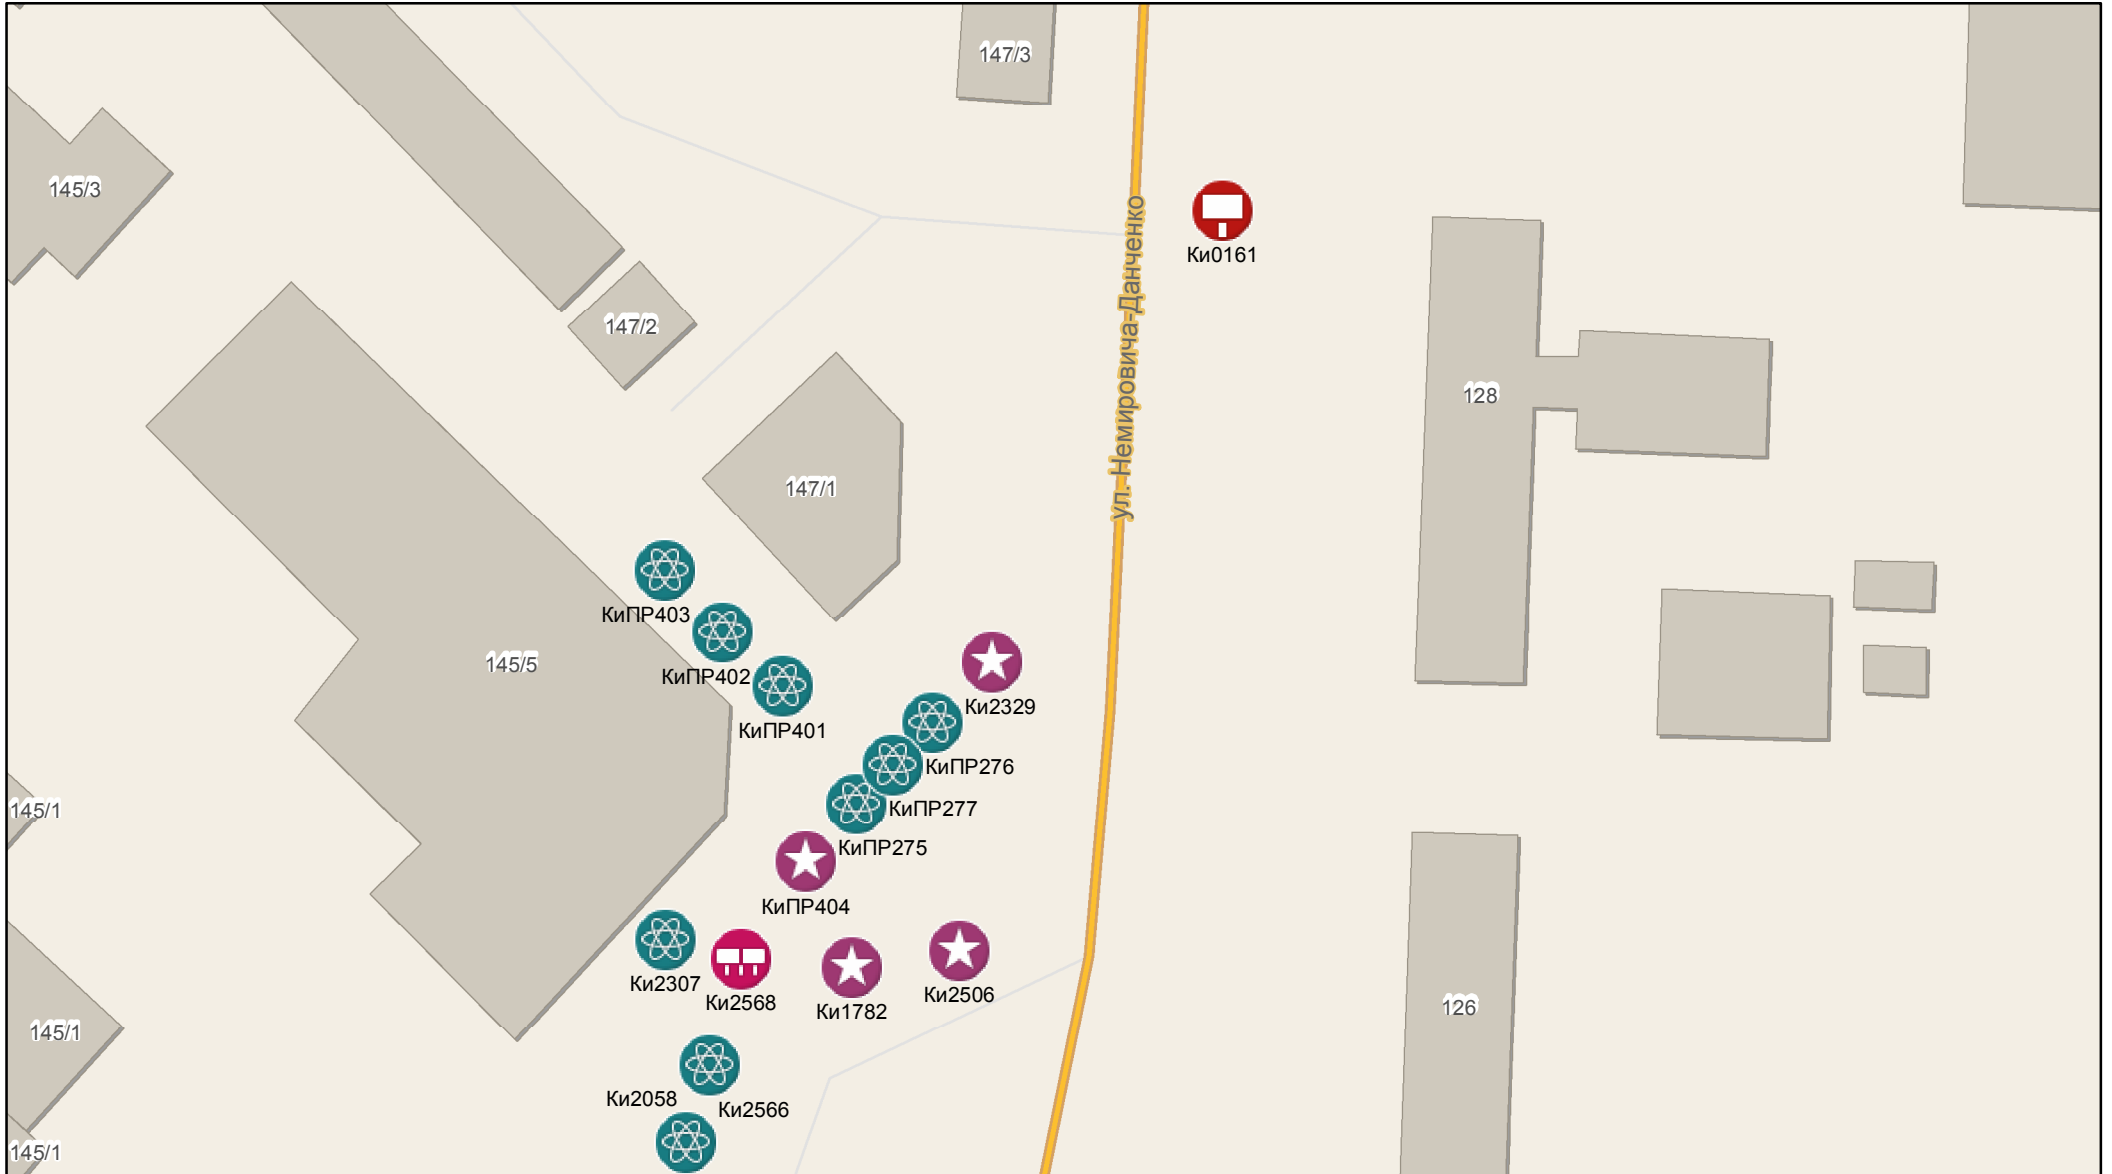 147/3
145/3
ул. Немировича-Данченко
Ки0161
147/2
128
147/1
КиПР403
КиПР402
145/5
КиПР401
Ки2329
КиПР276
КиПР277
145/1
КиПР275
КиПР404
Ки2307
Ки2568
Ки1782
Ки2506
126
145/1
Ки2058
Ки2566
145/1